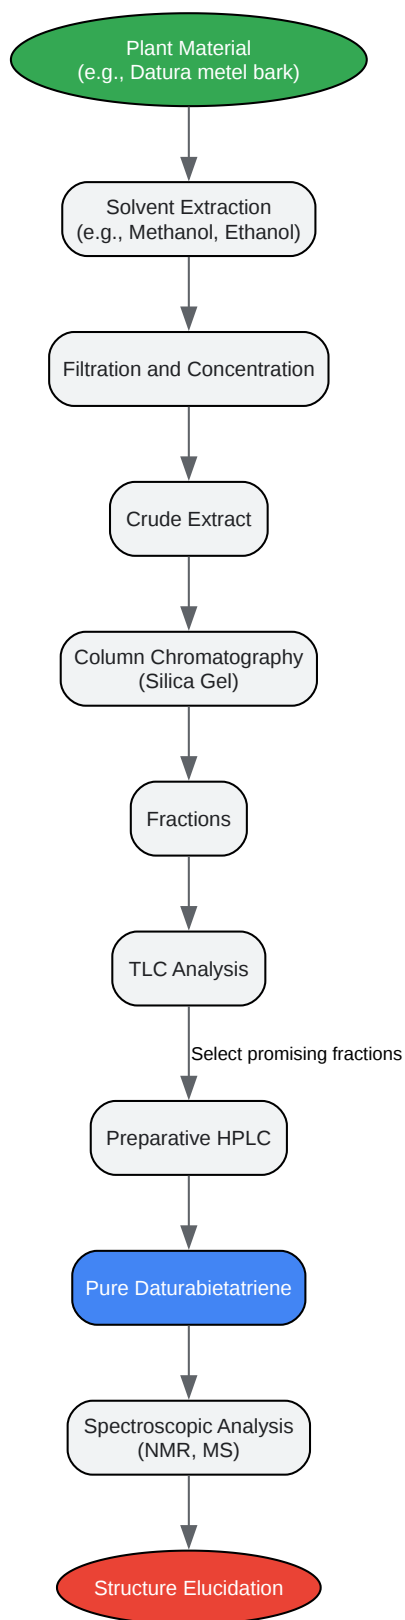 Plant Material
(e.g., Datura metel bark)
Solvent Extraction
(e.g., Methanol, Ethanol)
Filtration and Concentration
Crude Extract
Column Chromatography
(Silica Gel)
Fractions
TLC Analysis
Select promising fractions
Preparative HPLC
Pure Daturabietatriene
Spectroscopic Analysis
(NMR, MS)
Structure Elucidation